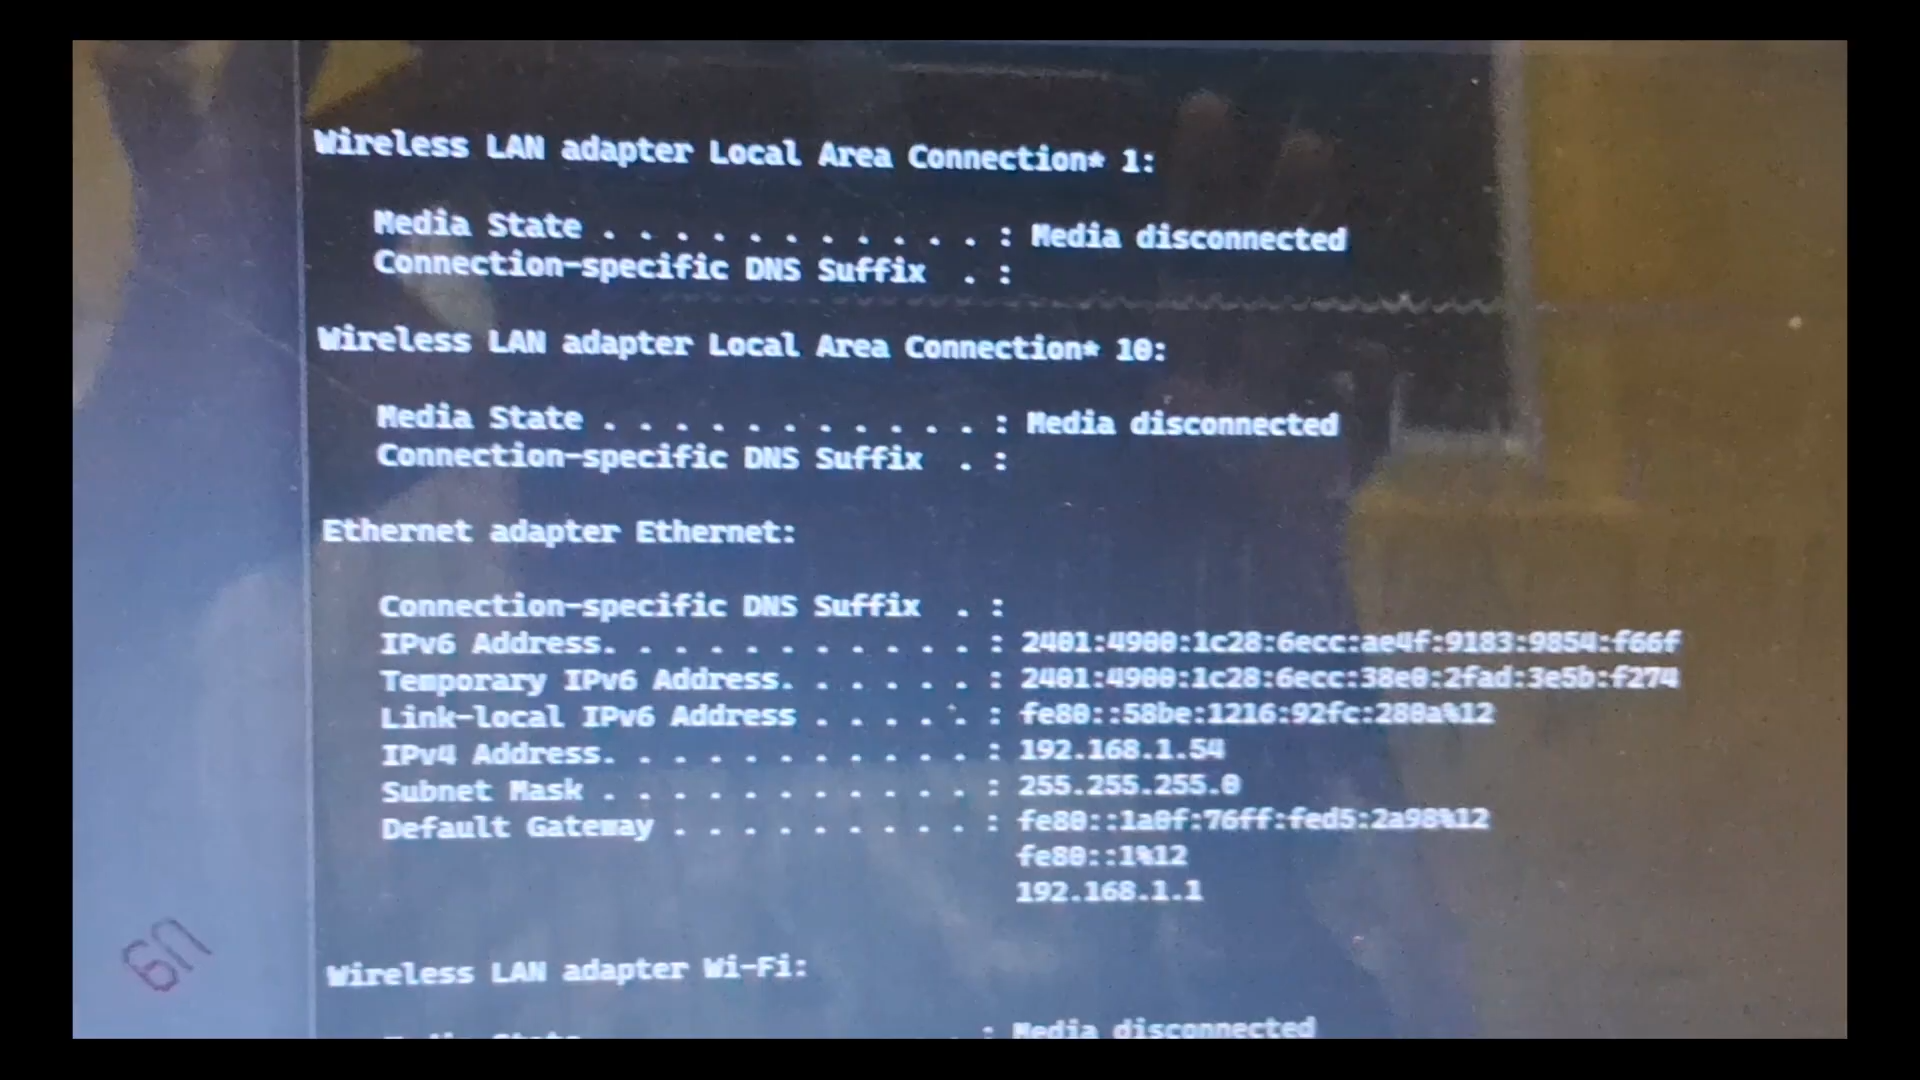 Wireless LAN adapter Local Area Connection* 1:
Media State . . . . . . . . . . . : Media disconnected
Connection-specific DNS Suffix  . :
Wireless LAN adapter Local Area Connection* 10:
Media State . . . . . . . . . . . : Media disconnected
Connection-specific DNS Suffix  . :
Ethernet adapter Ethernet:
Connection-specific DNS Suffix  . :
IPv6 Address. . . . . . . . . . . : 2401:4900:1c28:6ecc:ae4f:9183:9854:f66f
Temporary IPv6 Address. . . . . . : 2401:4900:1c28:6ecc:38e0:2fad:3e5b:f274
Link-local IPv6 Address . . . . . : fe80::58be:1216:92fc:280a%12
IPv4 Address. . . . . . . . . . . : 192.168.1.54
Subnet Mask . . . . . . . . . . . : 255.255.255.0
Default Gateway . . . . . . . . . : fe80::1a0f:76ff:fed5:2a98%12
fe80::1%12
192.168.1.1
Wireless LAN adapter Wi-Fi:
Media State : Media disconnected